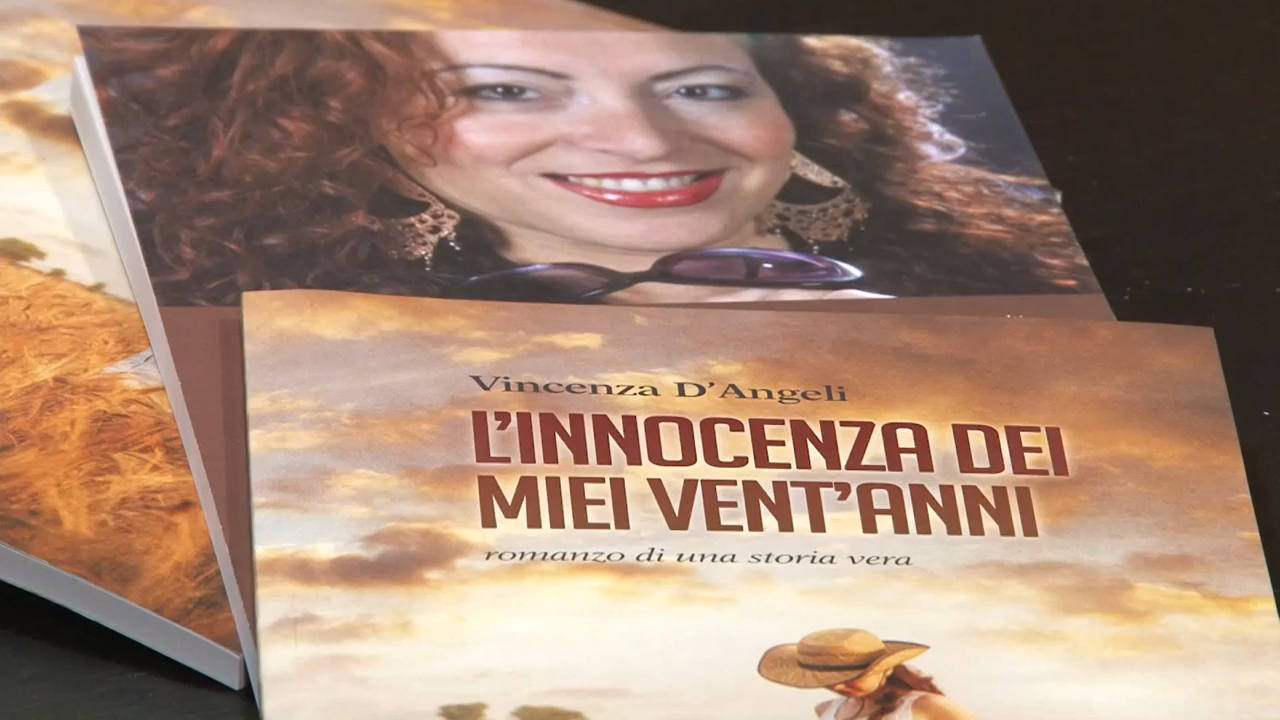 Vincenza D'Angeli
L'INNOCENZA DEI
MIEI VENT'ANNI
romanzo di una storia vera